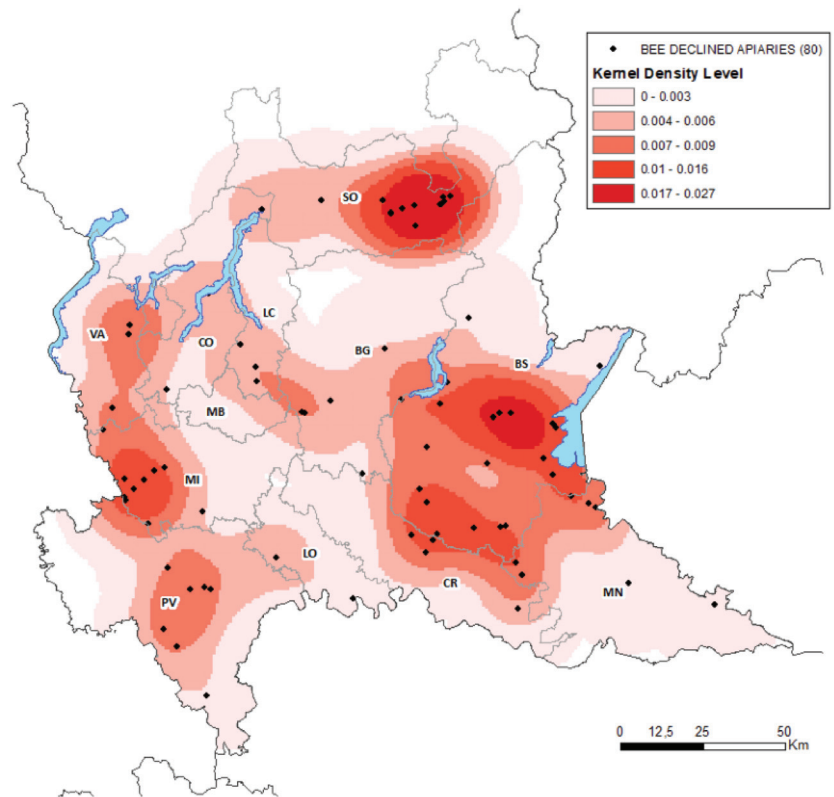 BEE DECLINED APIARIES (80)
Kernel Density Level
0 - 0.003
0.004 - 0.006
0.007 - 0.009
0.01 - 0.016
0.017 - 0.027
SO
LC
VA
CO
BG
BS
MB
MI
LO
PV
CR
MN
0 12,5 25 50
Km